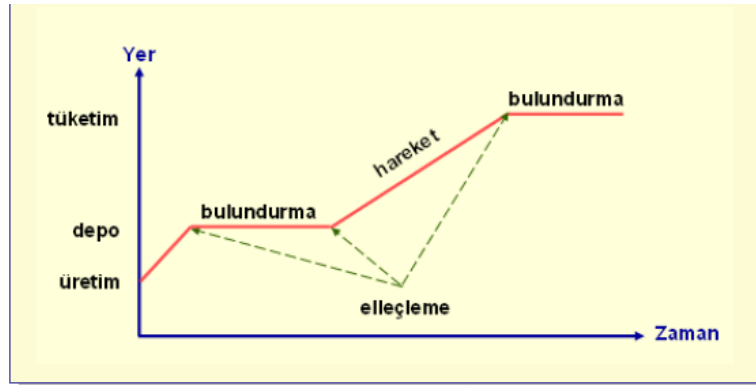 Yer
bulundurma
tüketim
hareket
bulundurma
depo
üretim
elleçleme
Zaman